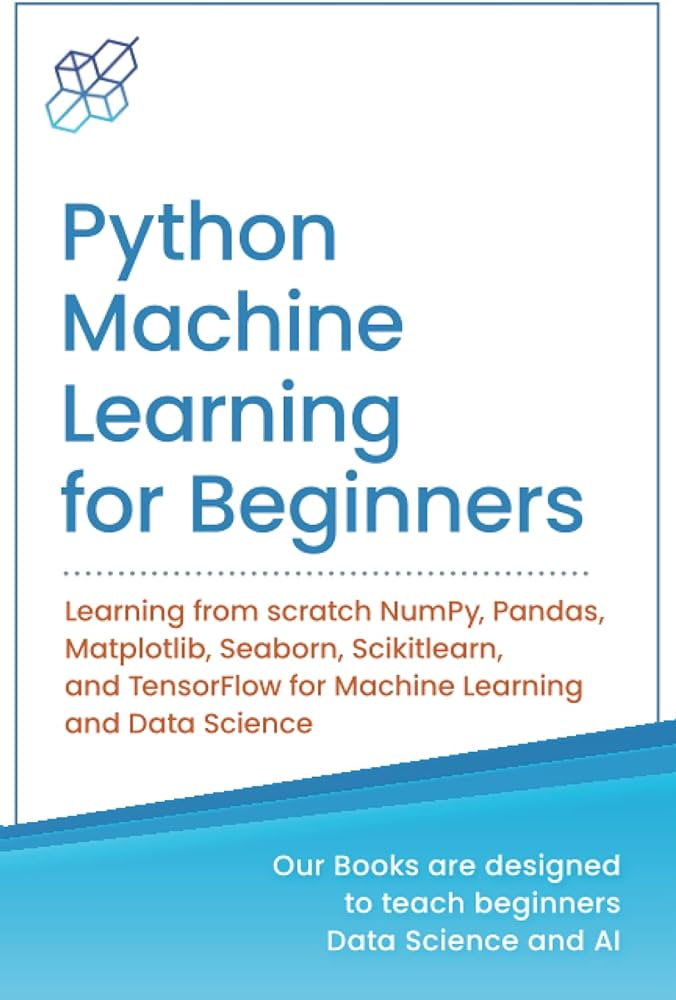 Python
Machine
Learning
for Beginners
Learning from scratch NumPy, Pandas,
Matplotlib, Seaborn, Scikitlearn,
and TensorFlow for Machine Learning
and Data Science
Our Books are designed
to teach beginners
Data Science and AI